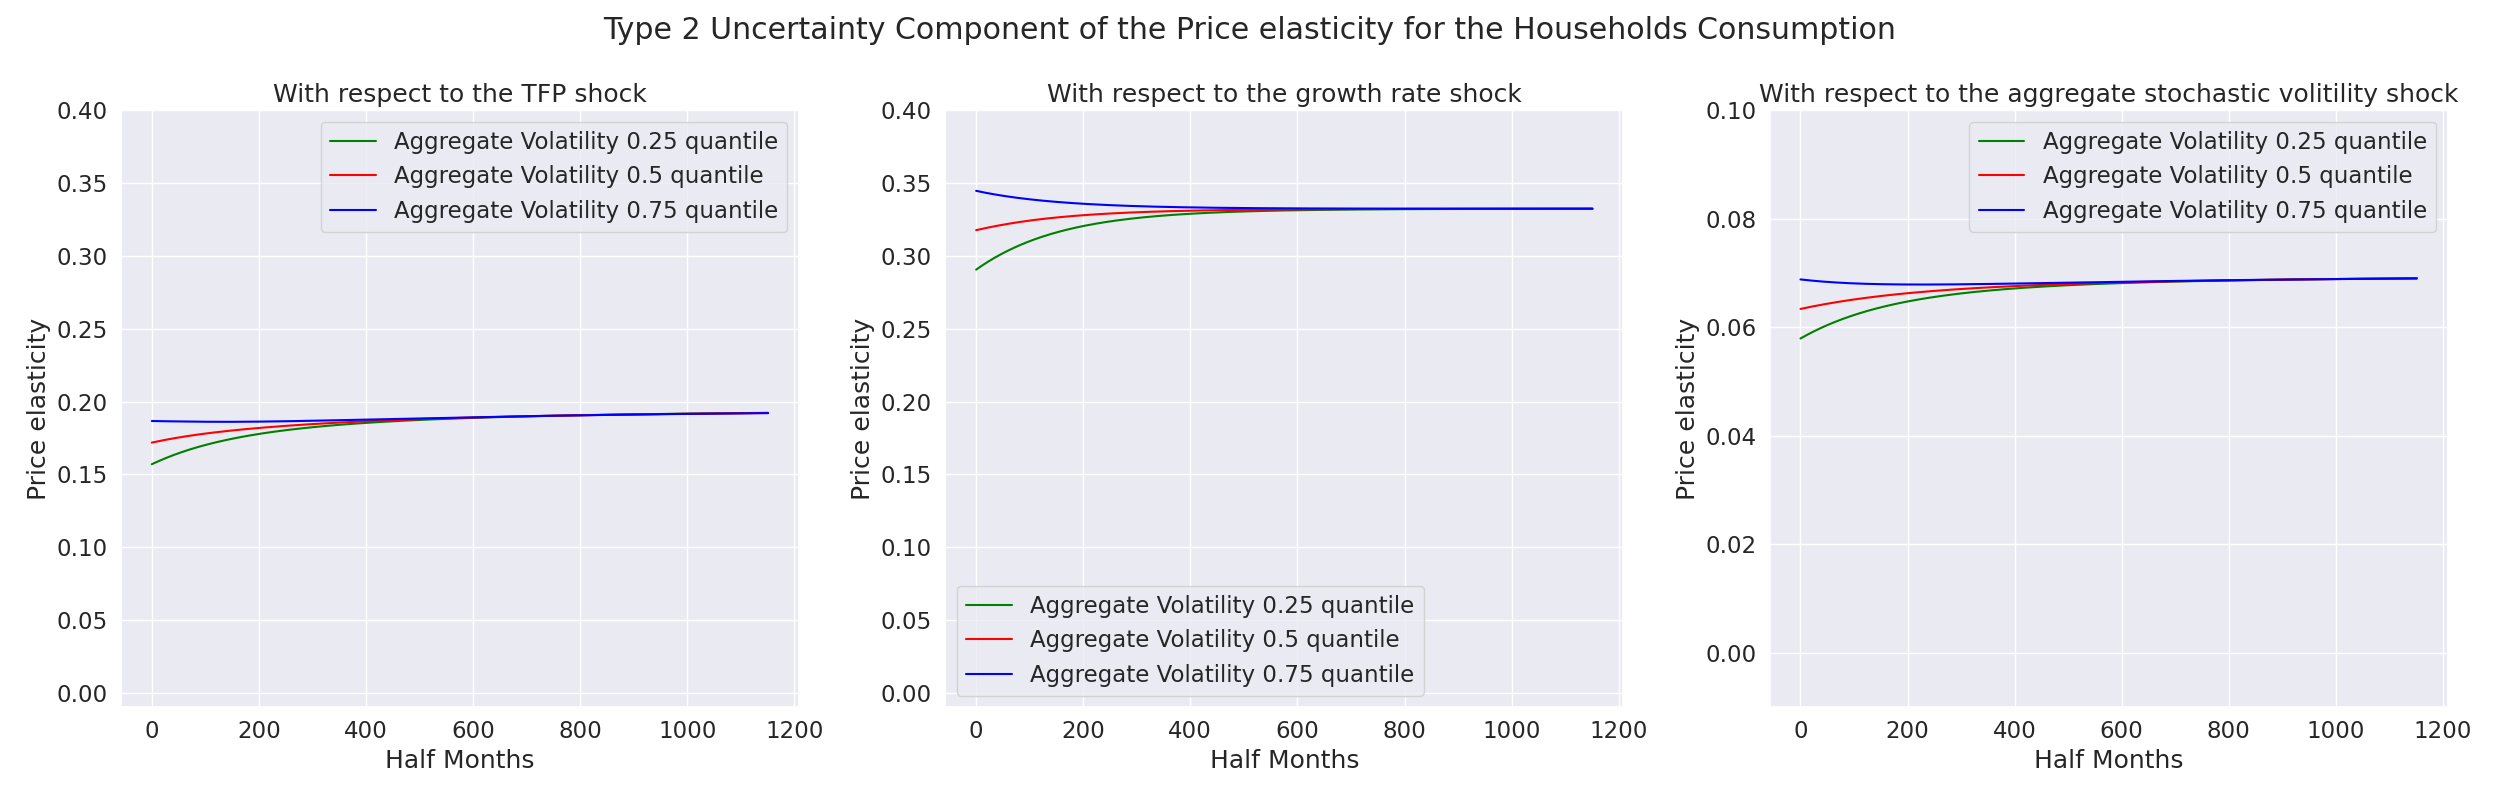 Type 2 Uncertainty Component of the Price elasticity for the Households Consumption
With respect to the TFP shock
0.40
0.35
0.30
0.25
0.20
0.15
0.10
0.05
0.00
Price elasticity
Aggregate Volatility 0.25 quantile
Aggregate Volatility 0.5 quantile
Aggregate Volatility 0.75 quantile
0 200 400 600 800 1000 1200
Half Months
With respect to the growth rate shock
0.40
0.35
0.30
0.25
0.20
0.15
0.10
0.05
0.00
Price elasticity
Aggregate Volatility 0.25 quantile
Aggregate Volatility 0.5 quantile
Aggregate Volatility 0.75 quantile
0 200 400 600 800 1000 1200
Half Months
With respect to the aggregate stochastic volitility shock
0.10
0.08
0.06
0.04
0.02
0.00
Price elasticity
Aggregate Volatility 0.25 quantile
Aggregate Volatility 0.5 quantile
Aggregate Volatility 0.75 quantile
0 200 400 600 800 1000 1200
Half Months